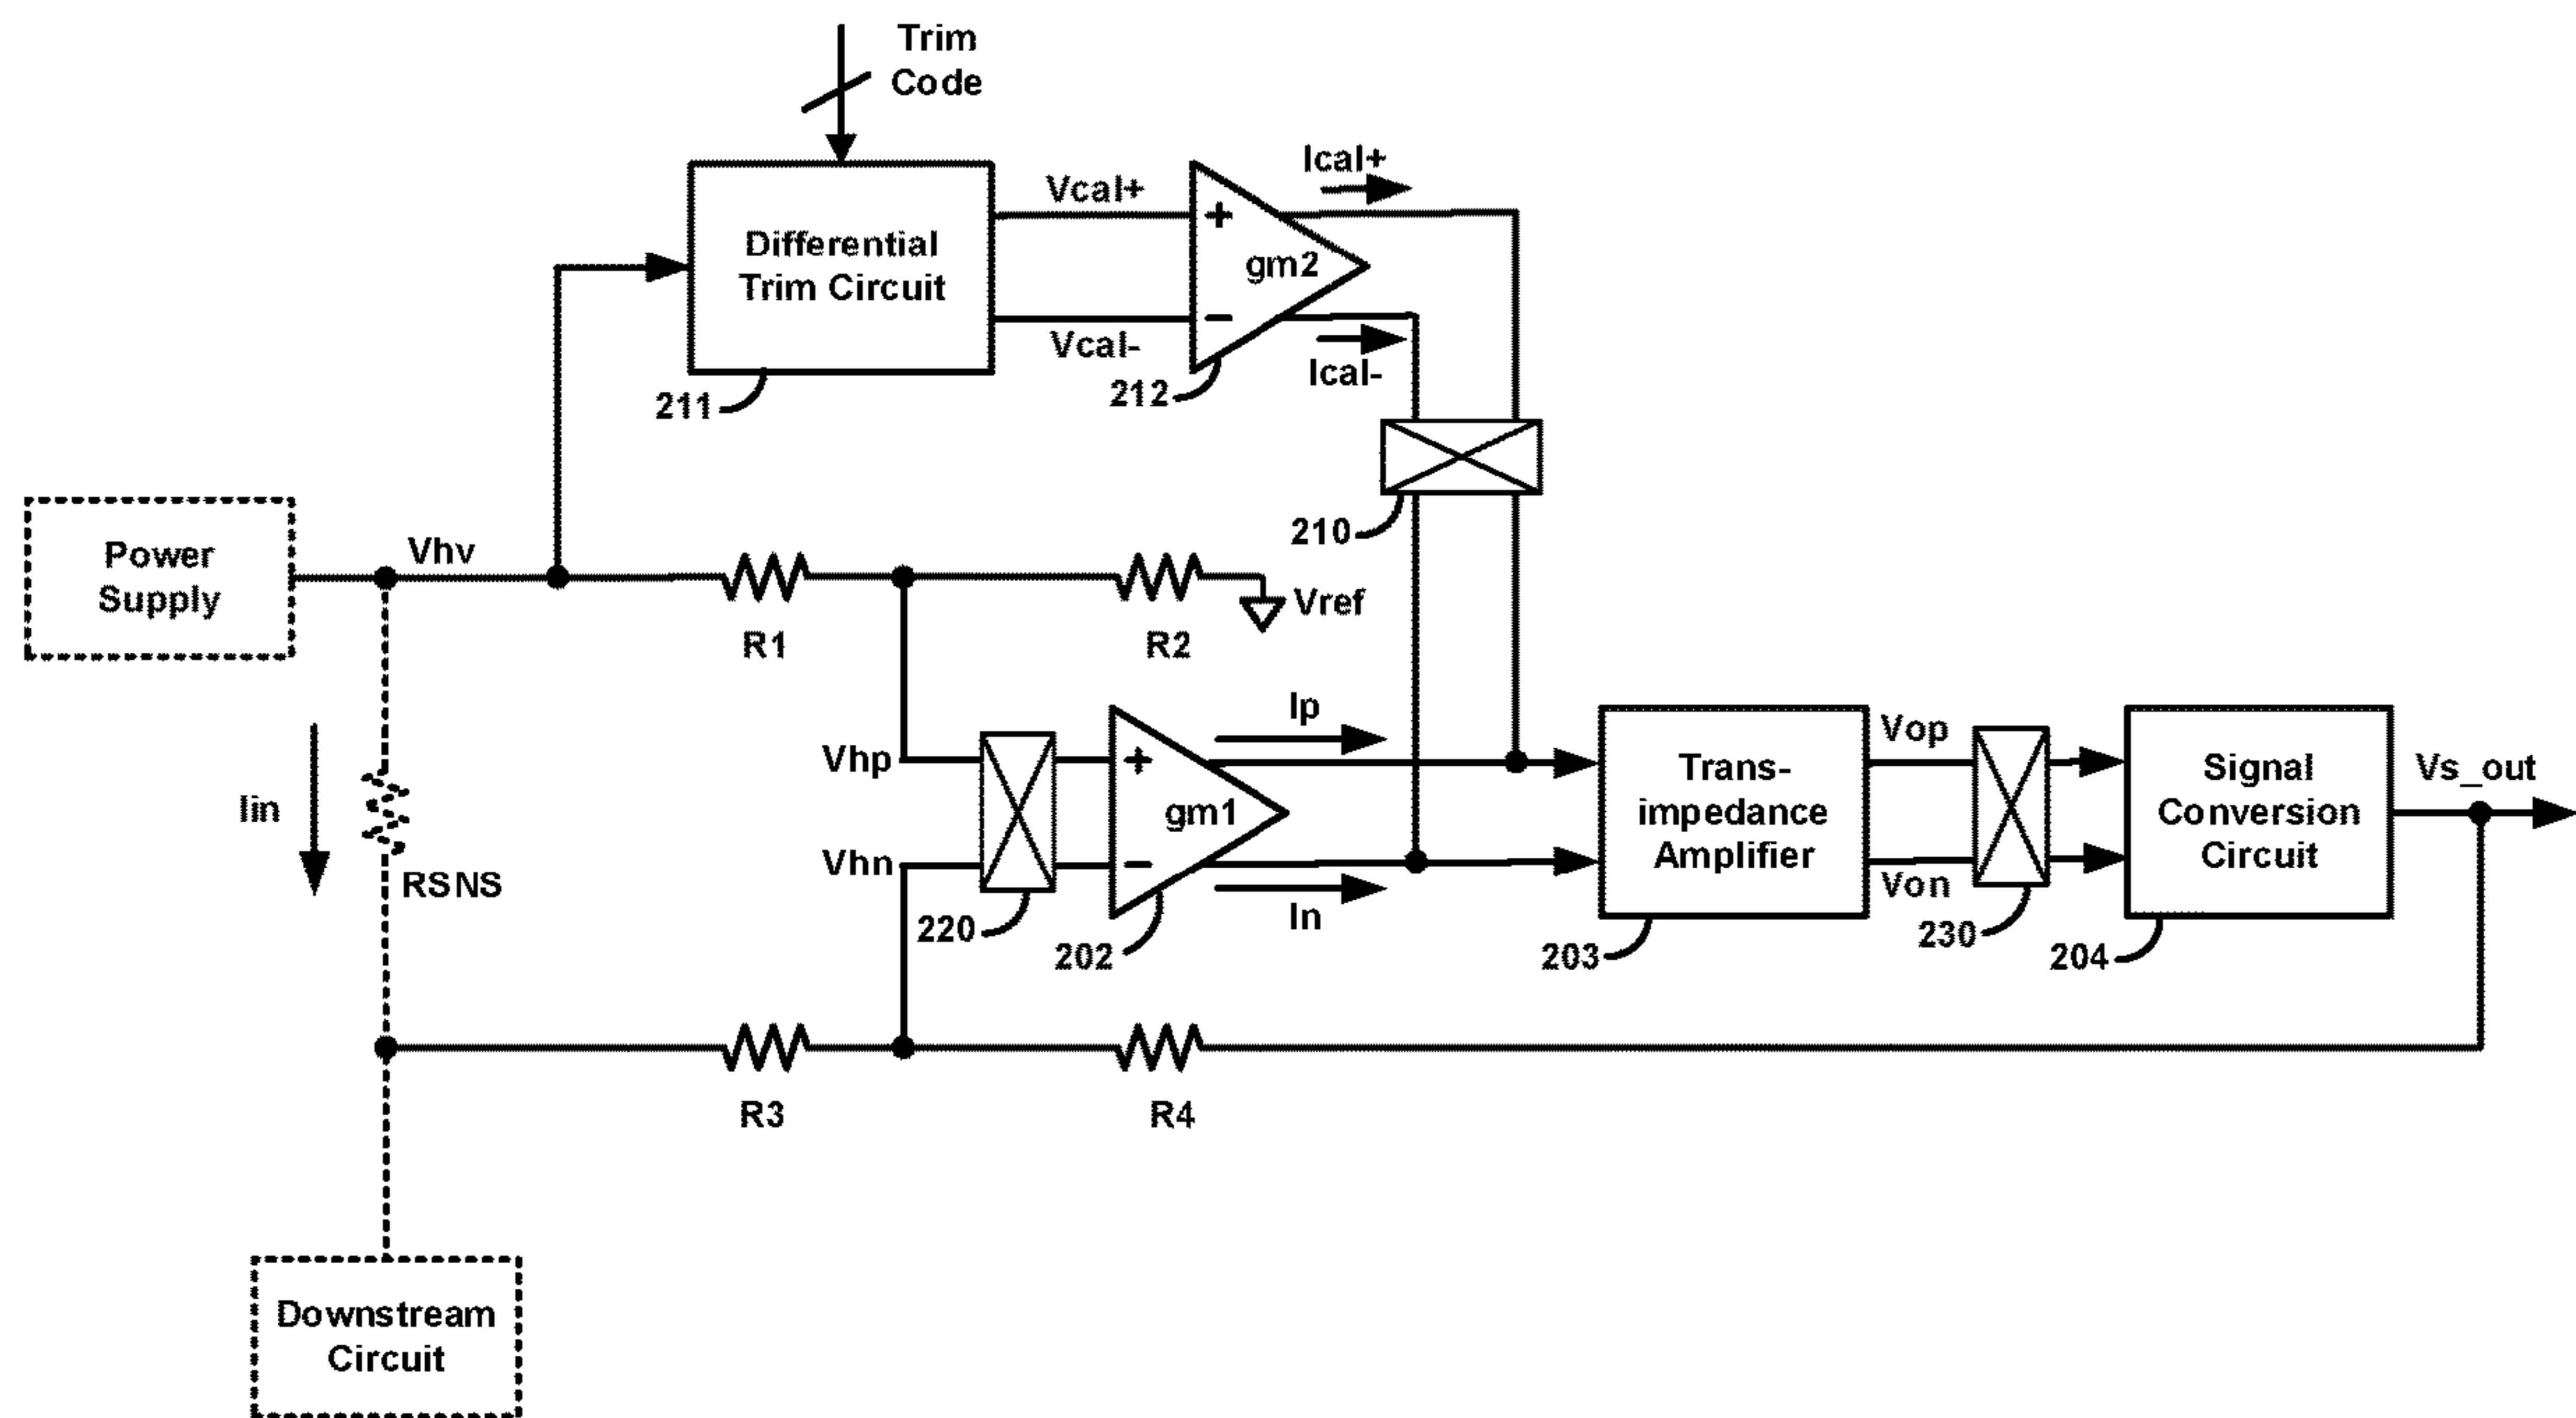 Trim
Code
Ical+
Vcal+
+
Differential
Trim Circuit
gm2
−
Vcal-
Ical-
211
212
210
Power
Supply
Vhv
Vref
R1
R2
Ip
Vop
Vhp
+
Trans-
impedance
Amplifier
Signal
Conversion
Circuit
Vs_out
Iin
gm1
Vhn
−
RSNS
Von
In
220
202
203
230
204
R3
R4
Downstream
Circuit